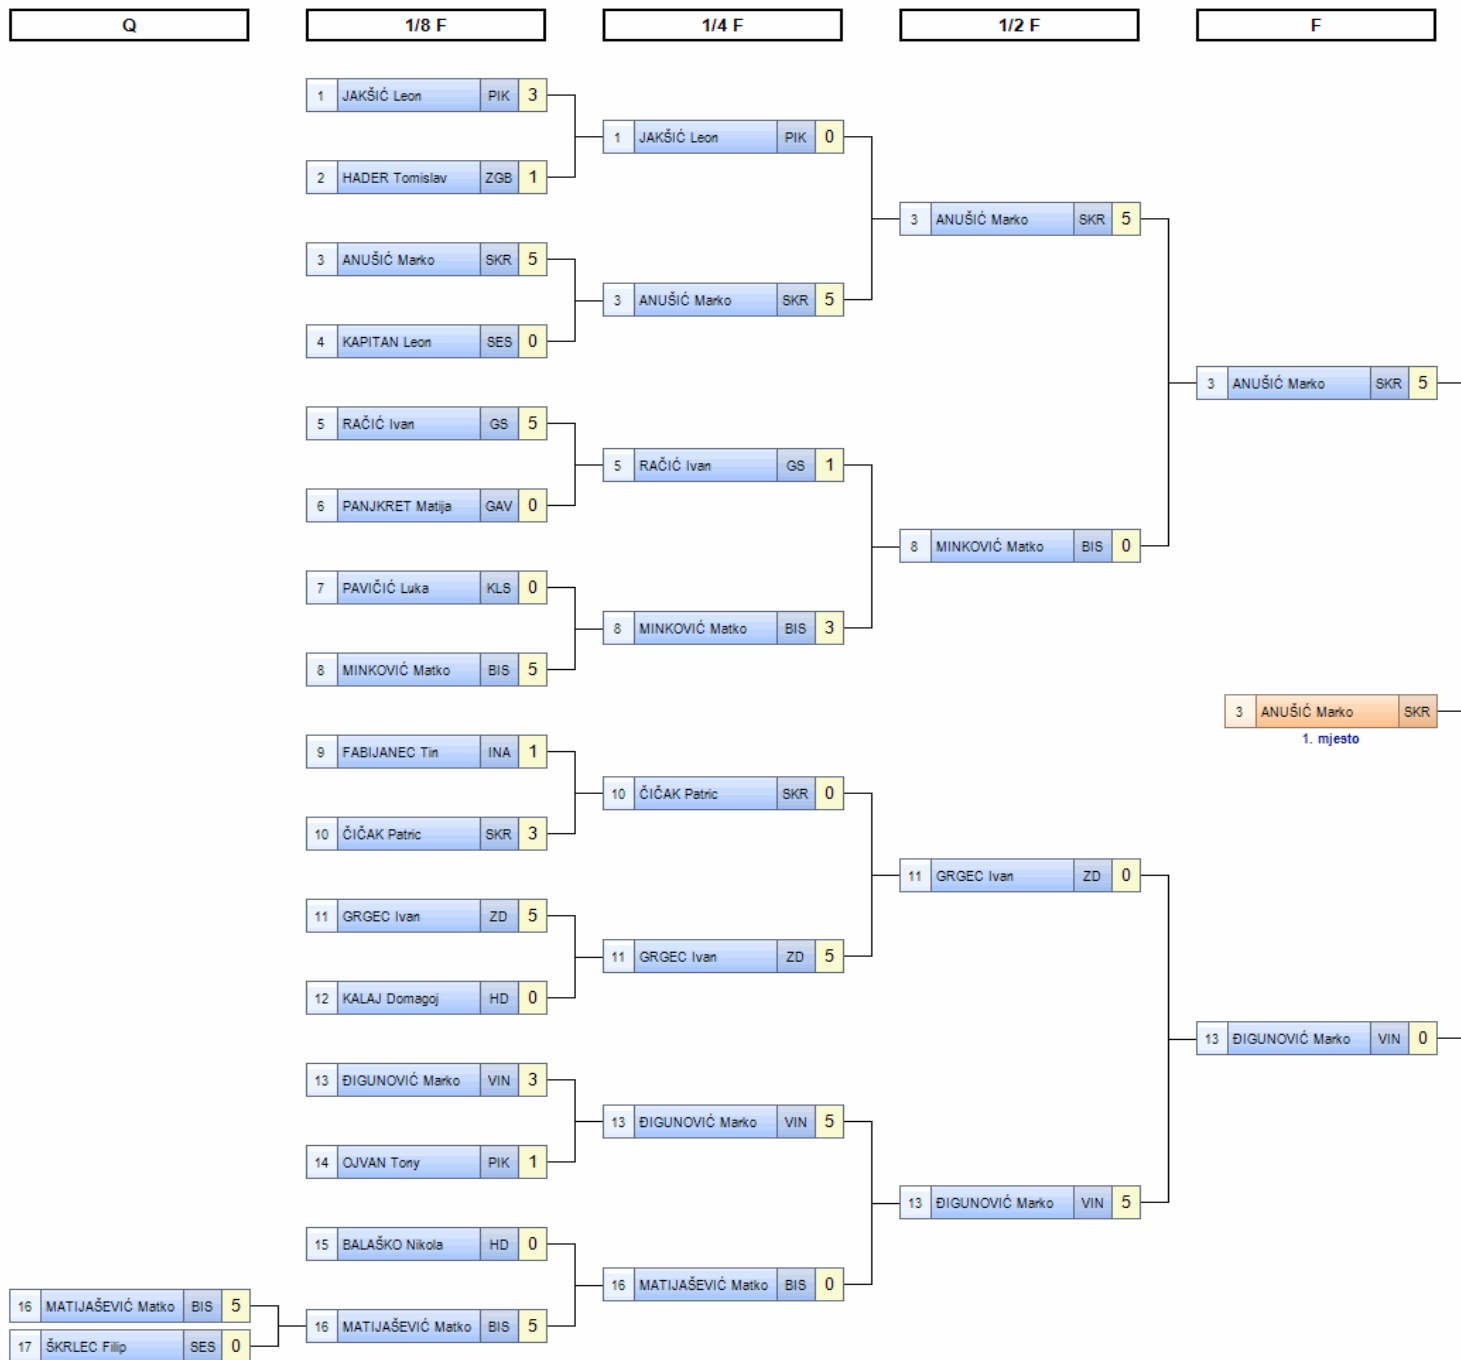 Q 1/8 F 1/4 F 1/2 F F
1 JAKŠIĆ Leon PIK 3
1 JAKŠIĆ Leon PIK 0
2 HADER Tomislav ZGB 1
3 ANUŠIĆ Marko SKR 5
3 ANUŠIĆ Marko SKR 5
3 ANUŠIĆ Marko SKR 5
4 KAPITAN Leon SES 0
3 ANUŠIĆ Marko SKR 5
5 RAČIĆ Ivan GS 5
5 RAČIĆ Ivan GS 1
6 PANJKRET Matija GAV 0
8 MINKOVIĆ Matko BIS 0
7 PAVIČIĆ Luka KLS 0
8 MINKOVIĆ Matko BIS 3
8 MINKOVIĆ Matko BIS 5
3 ANUŠIĆ Marko SKR
1. mjesto
9 FABIJANEC Tin INA 1
10 ČIČAK Patric SKR 0
10 ČIČAK Patric SKR 3
11 GRGEC Ivan ZD 0
11 GRGEC Ivan ZD 5
11 GRGEC Ivan ZD 5
12 KALAJ Domagoj HD 0
13 ĐIGUNOVIĆ Marko VIN 0
13 ĐIGUNOVIĆ Marko VIN 3
13 ĐIGUNOVIĆ Marko VIN 5
14 OJVAN Tony PIK 1
13 ĐIGUNOVIĆ Marko VIN 5
15 BALAŠKO Nikola HD 0
16 MATIJAŠEVIĆ Matko BIS 0
16 MATIJAŠEVIĆ Matko BIS 5
16 MATIJAŠEVIĆ Matko BIS 5
17 ŠKRLEC Filip SES 0